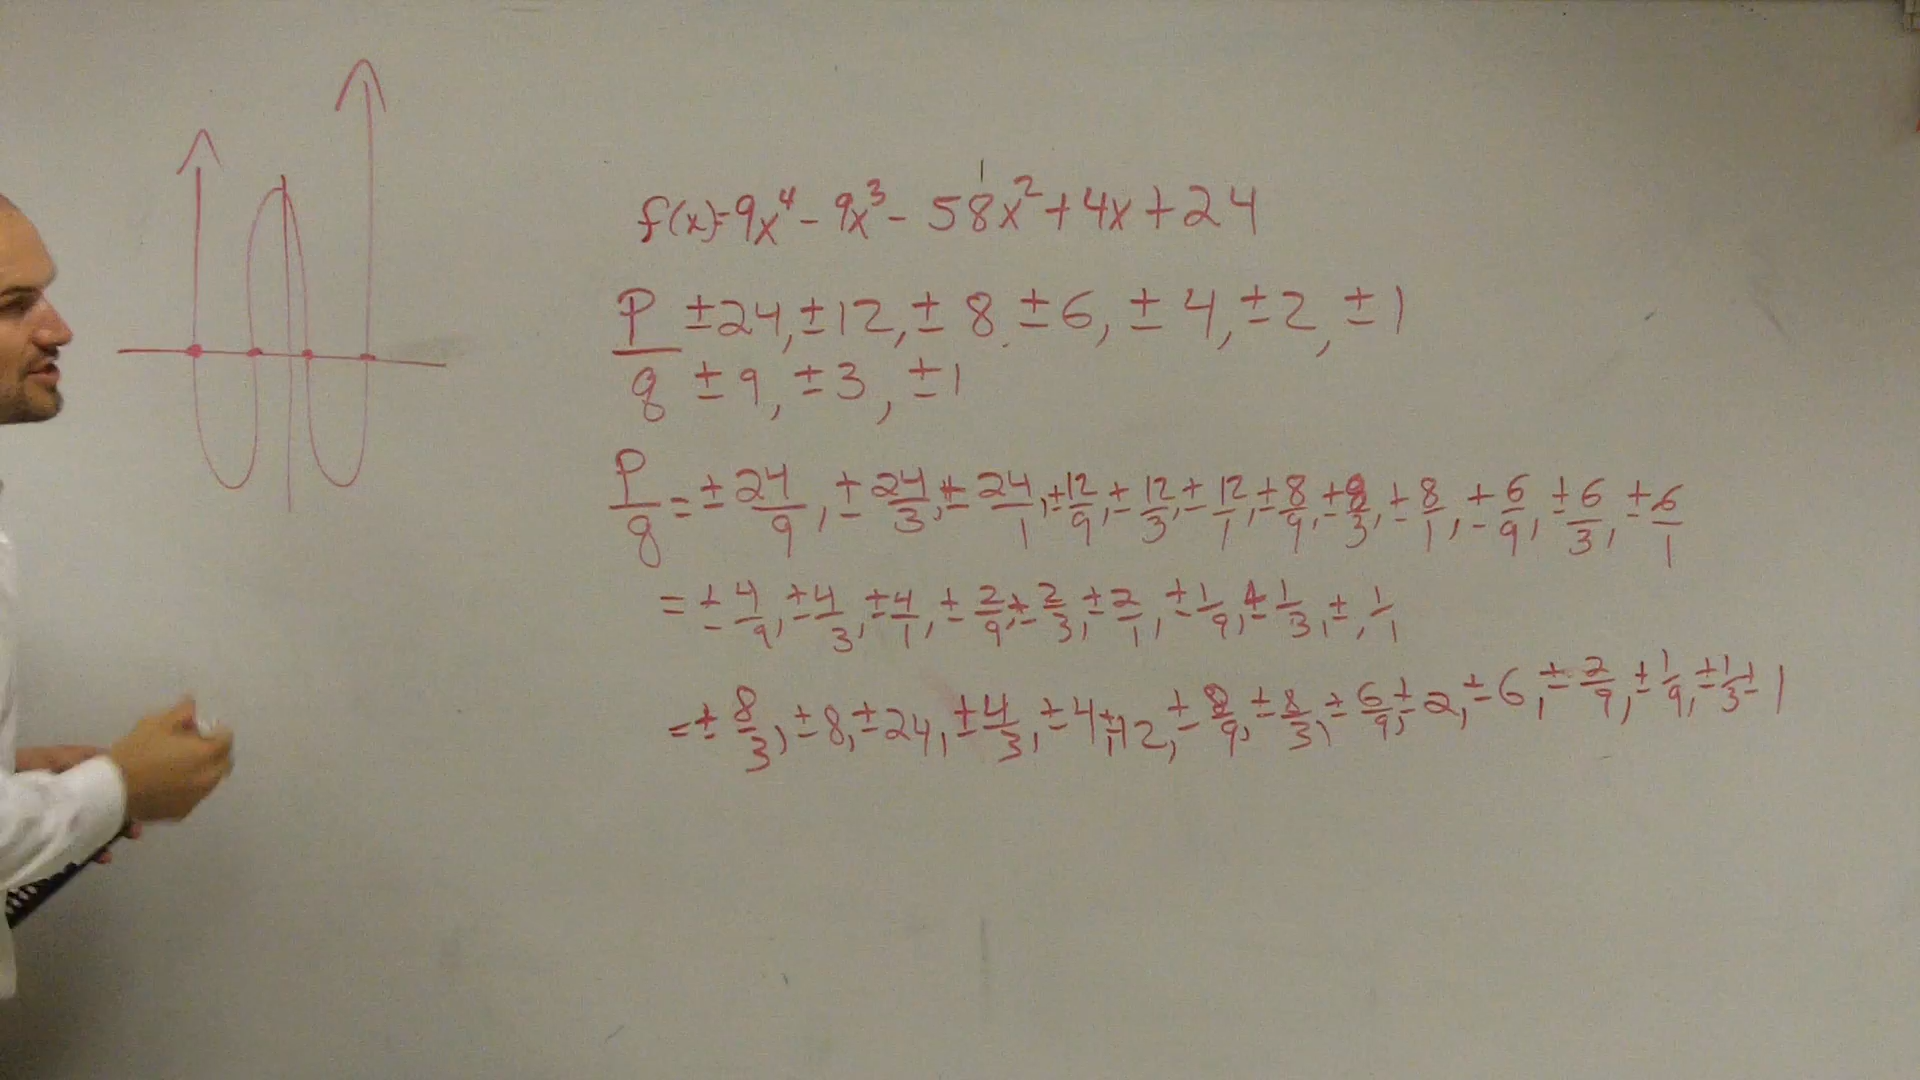 f(x)=9x⁴-9x³-58x²+4x+24
P ±24, ±12, ±8, ±6, ±4, ±2, ±1
q ±9, ±3, ±1
P/q = ±24/9, ±24/3, ±24/1, ±12/9, ±12/3, ±12/1, ±8/9, ±8/3, ±8/1, ±6/9, ±6/3, ±6/1
= ±4/9, ±4/3, ±4/1, ±2/9, ±2/3, ±2/1, ±1/9, ±1/3, ±1/1
= ±8/3, ±8, ±24, ±4/3, ±4, ±12, ±8/9, ±8/3, ±6/9, ±2, ±6, ±2/9, ±1/9, ±1/3, ±1